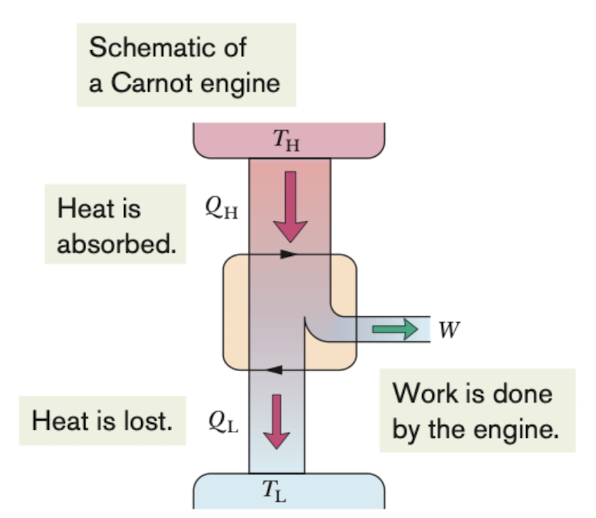 Schematic of
a Carnot engine
T_H
Heat is
absorbed.
Q_H
W
Work is done
by the engine.
Heat is lost.
Q_L
T_L